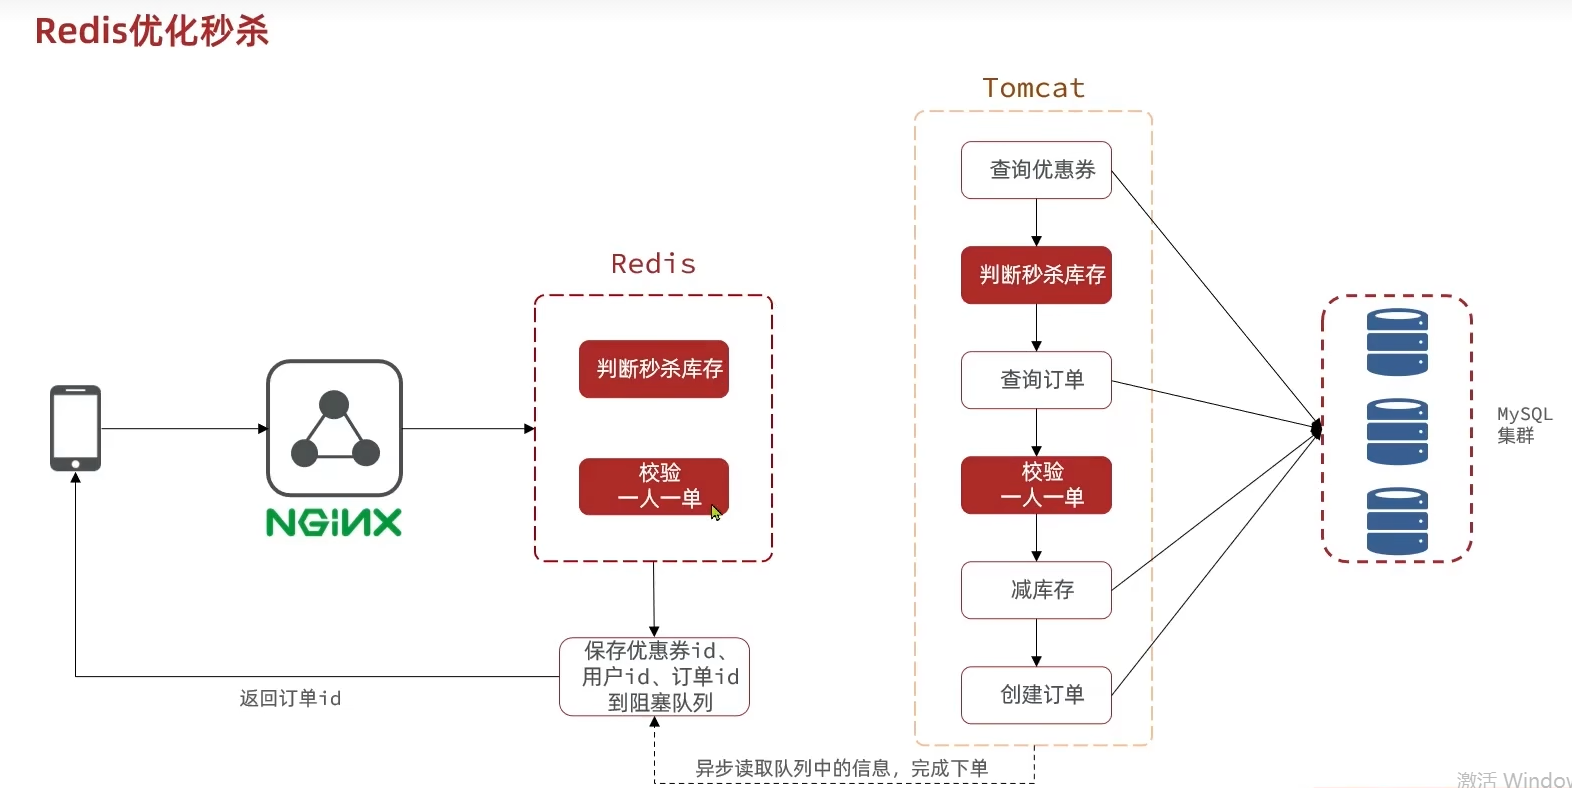 Redis优化秒杀
Tomcat
查询优惠券
判断秒杀库存
查询订单
校验
一人一单
减库存
创建订单
Redis
判断秒杀库存
校验
一人一单
NGiNX
MySQL
集群
保存优惠券id、
用户id、订单id
到阻塞队列
返回订单id
异步读取队列中的信息，完成下单
激活 Window